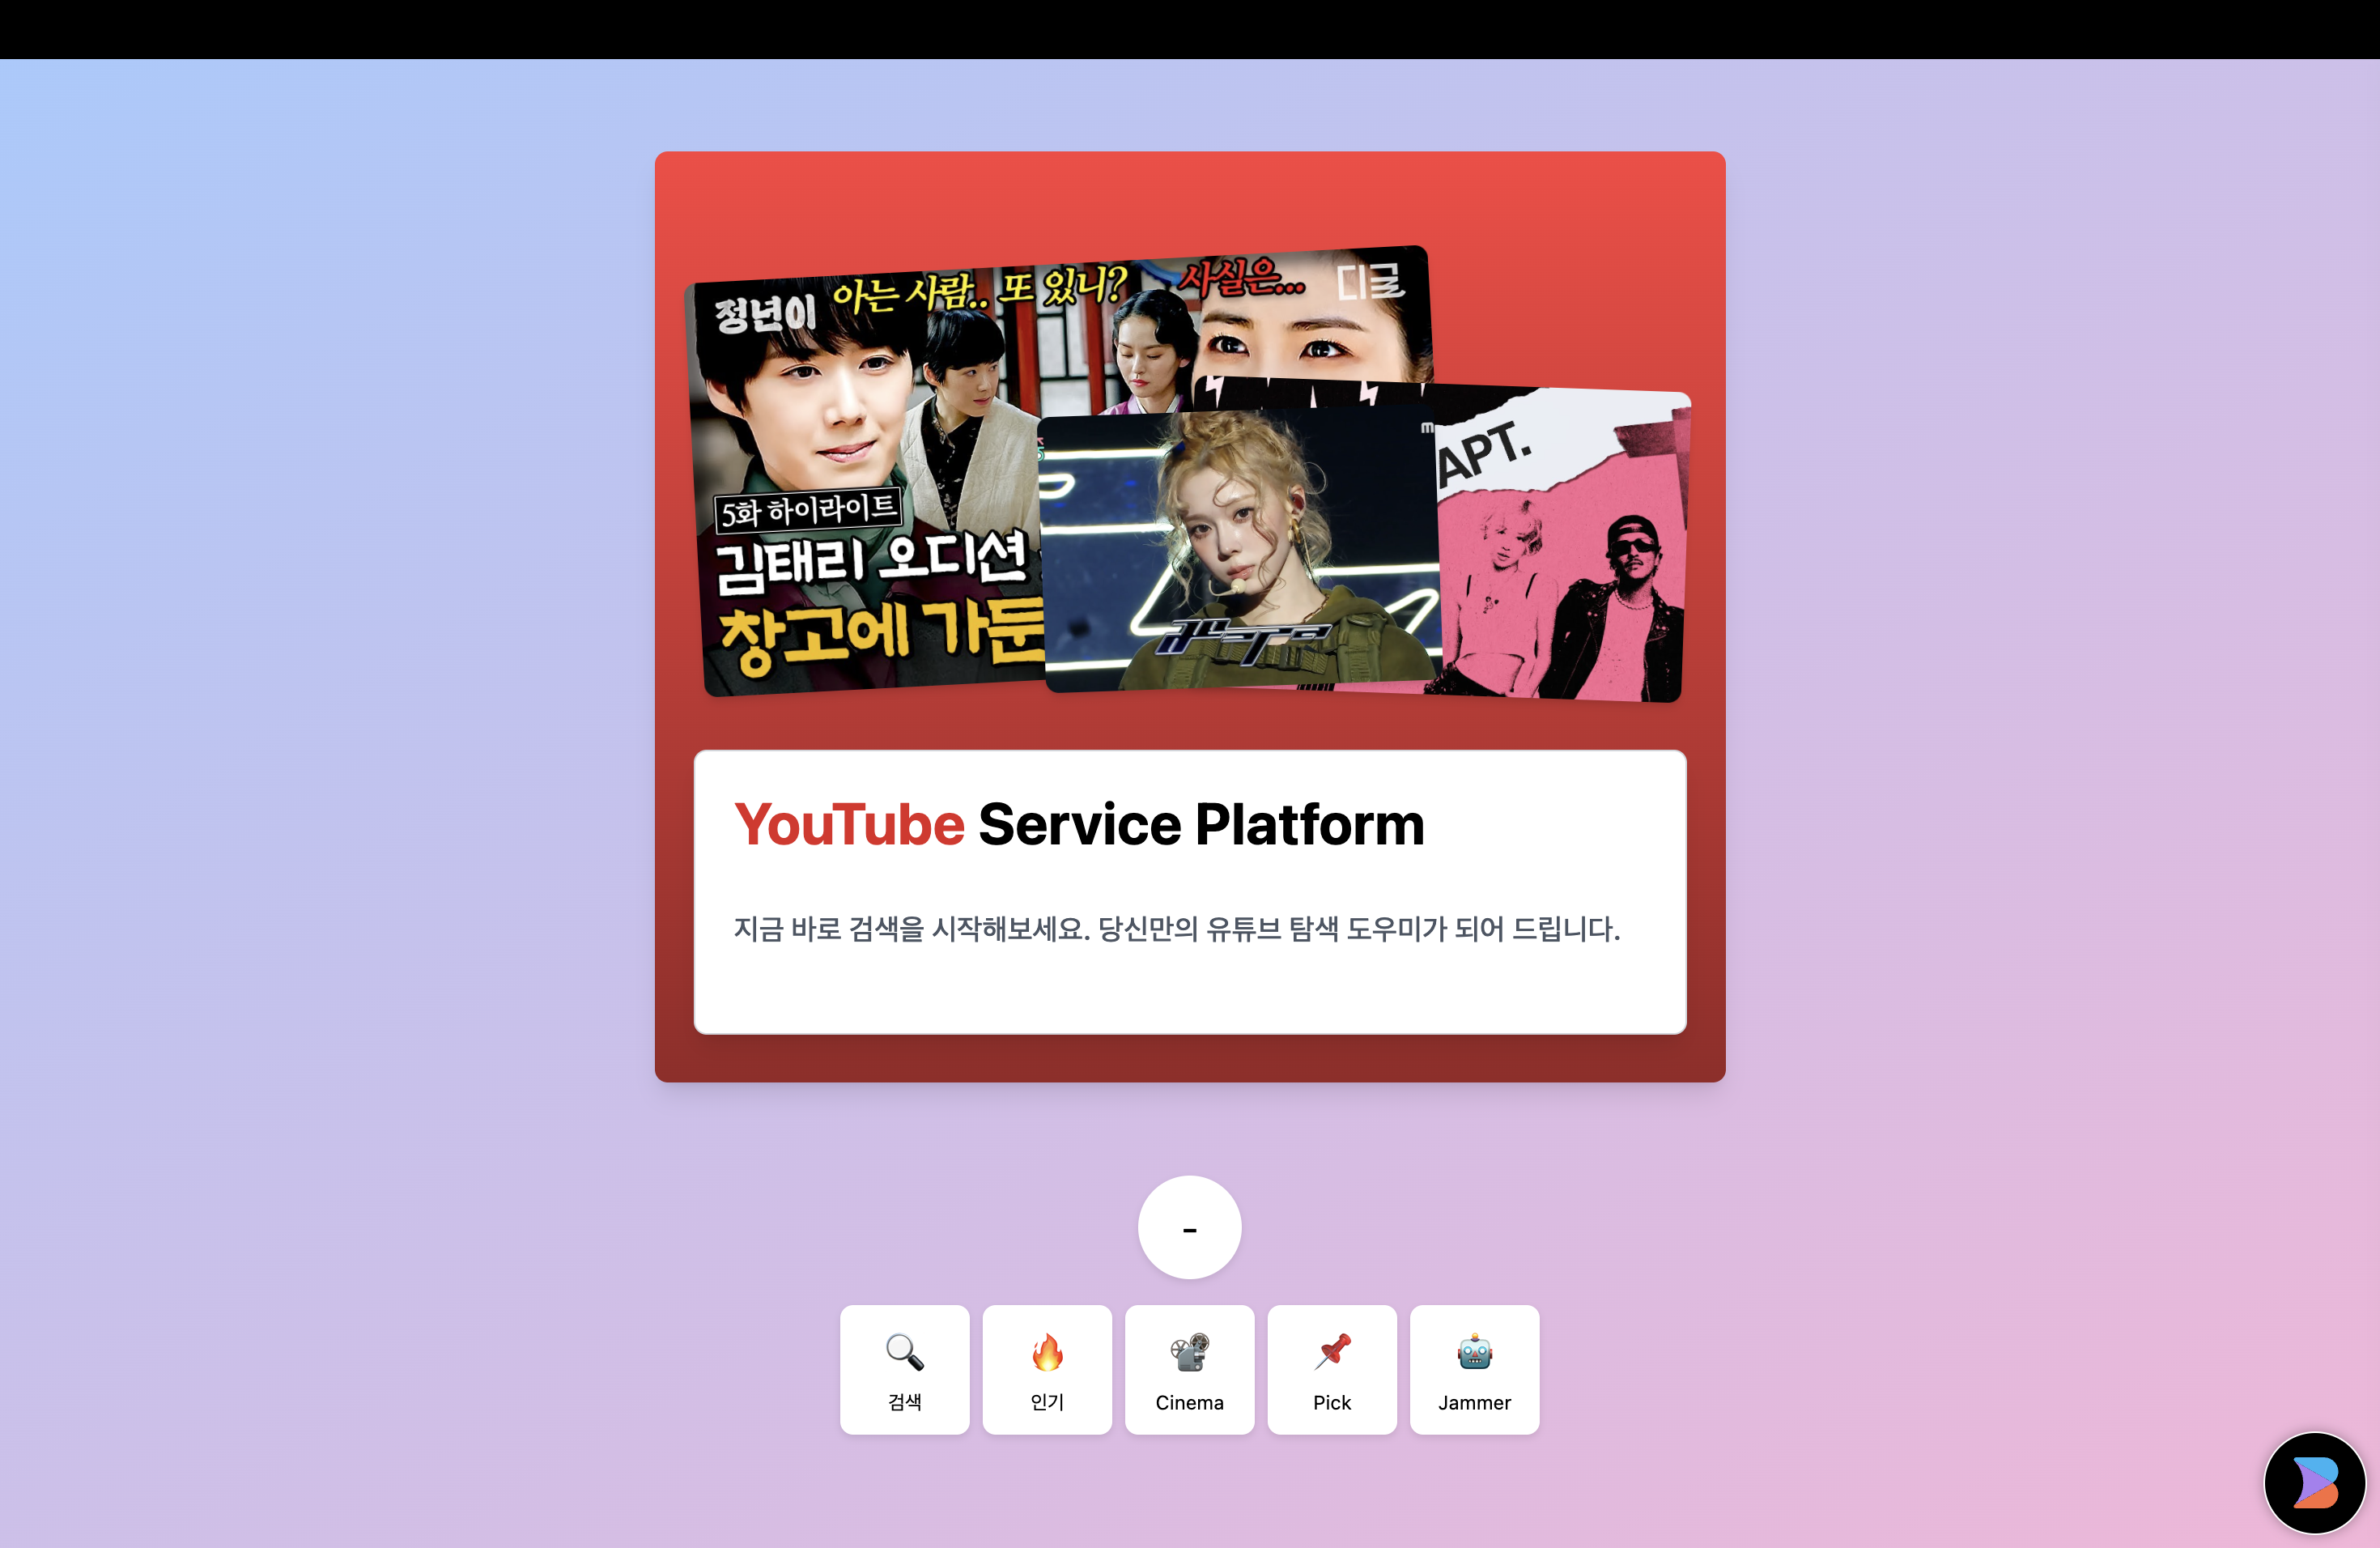 정년이
아는 사람.. 또 있니?
사실은...
디글
5화 하이라이트
김태리 오디션
창고에 가둔
APT.
YouTube Service Platform
지금 바로 검색을 시작해보세요. 당신만의 유튜브 탐색 도우미가 되어 드립니다.
-
검색
인기
Cinema
Pick
Jammer